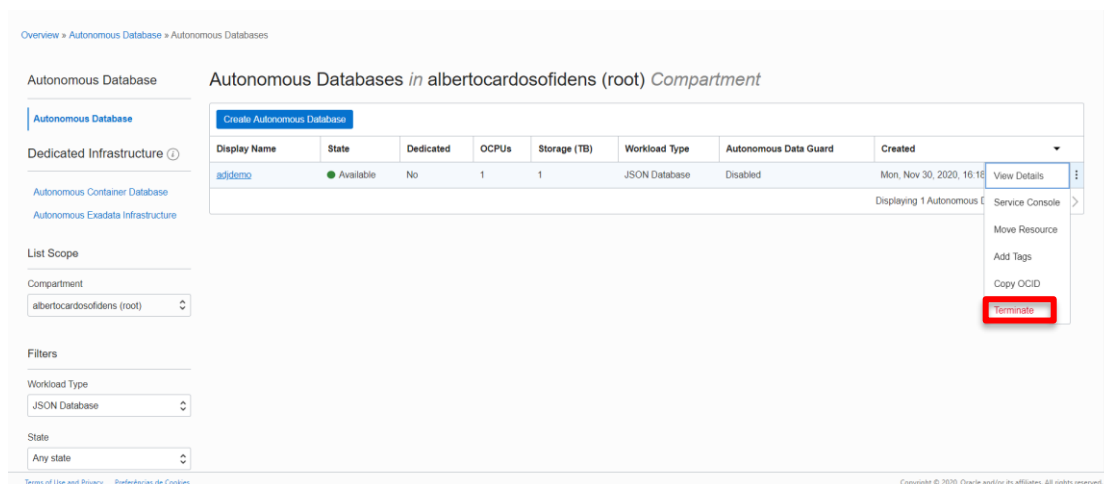 Overview » Autonomous Database » Autonomous Databases
Autonomous Database
Autonomous Database
Dedicated Infrastructure
Autonomous Container Database
Autonomous Exadata Infrastructure
List Scope
Compartment
albertocardosofidens (root)
Filters
Workload Type
JSON Database
State
Any state
Autonomous Databases in albertocardosofidens (root) Compartment
Create Autonomous Database
Display Name State Dedicated OCPUs Storage (TB) Workload Type Autonomous Data Guard Created
adjdemo Available No 1 1 JSON Database Disabled Mon, Nov 30, 2020, 16:18
Displaying 1 Autonomous D
View Details
Service Console
Move Resource
Add Tags
Copy OCID
Terminate
Terms of Use and Privacy Preferências de Cookies
Copyright © 2020, Oracle and/or its affiliates. All rights reserved.